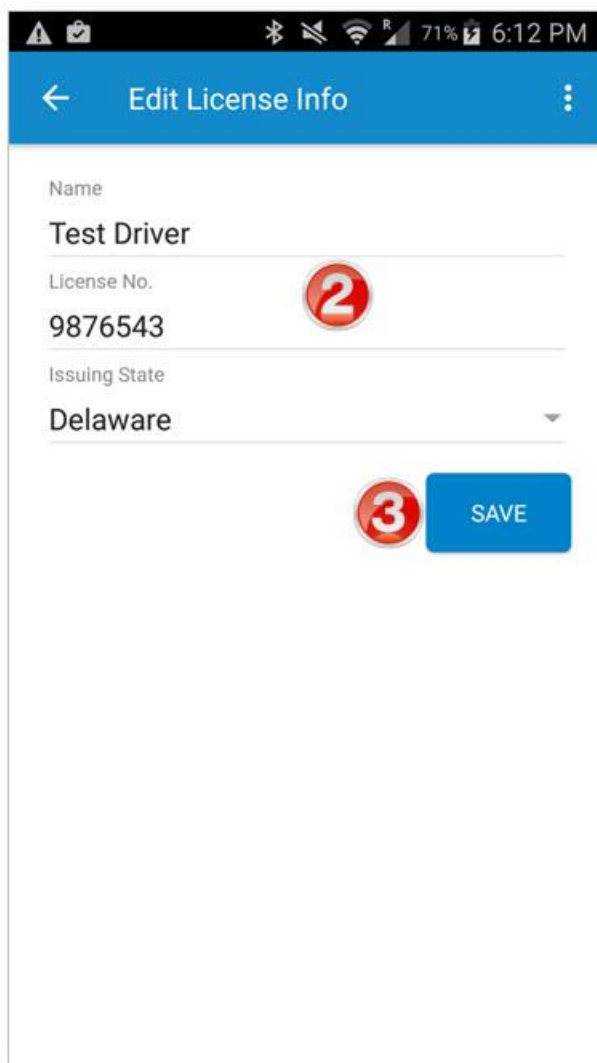 R 71% 6:12 PM
Edit License Info
Name
Test Driver
License No.
2
9876543
Issuing State
Delaware
3 SAVE